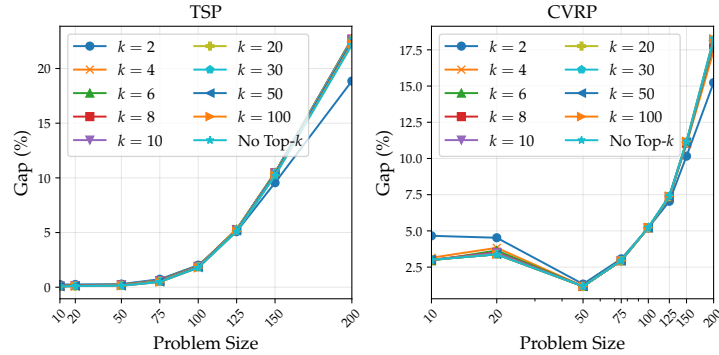 TSP
Gap (%)
20
15
10
5
0
k = 2
k = 4
k = 6
k = 8
k = 10
k = 20
k = 30
k = 50
k = 100
No Top-k
10
20
50
75
100
125
150
200
Problem Size
CVRP
Gap (%)
17.5
15.0
12.5
10.0
7.5
5.0
2.5
k = 2
k = 4
k = 6
k = 8
k = 10
k = 20
k = 30
k = 50
k = 100
No Top-k
10
20
50
75
100
125
150
200
Problem Size